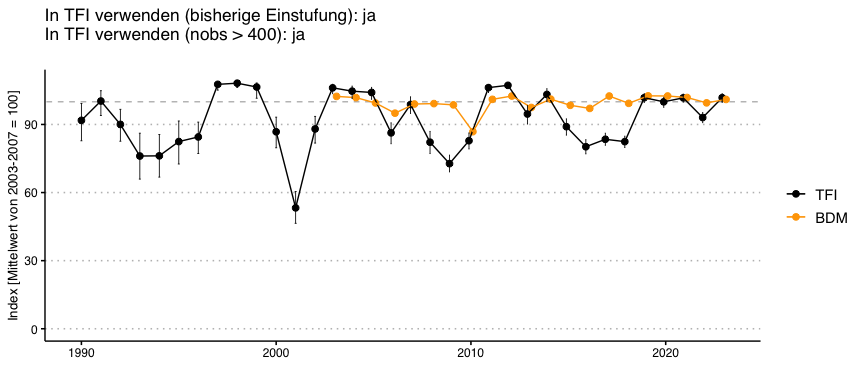 In TFI verwenden (bisherige Einstufung): ja
In TFI verwenden (nobs > 400): ja
Index [Mittelwert von 2003-2007 = 100]
90
60
30
0
1990
2000
2010
2020
TFI
BDM